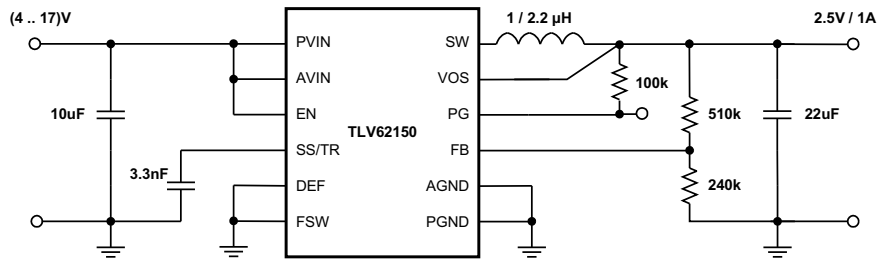 (4 .. 17)V
1 / 2.2 µH
2.5V / 1A
PVIN
SW
AVIN
VOS
100k
10uF
EN
PG
510k
22uF
TLV62150
SS/TR
FB
3.3nF
DEF
AGND
240k
FSW
PGND